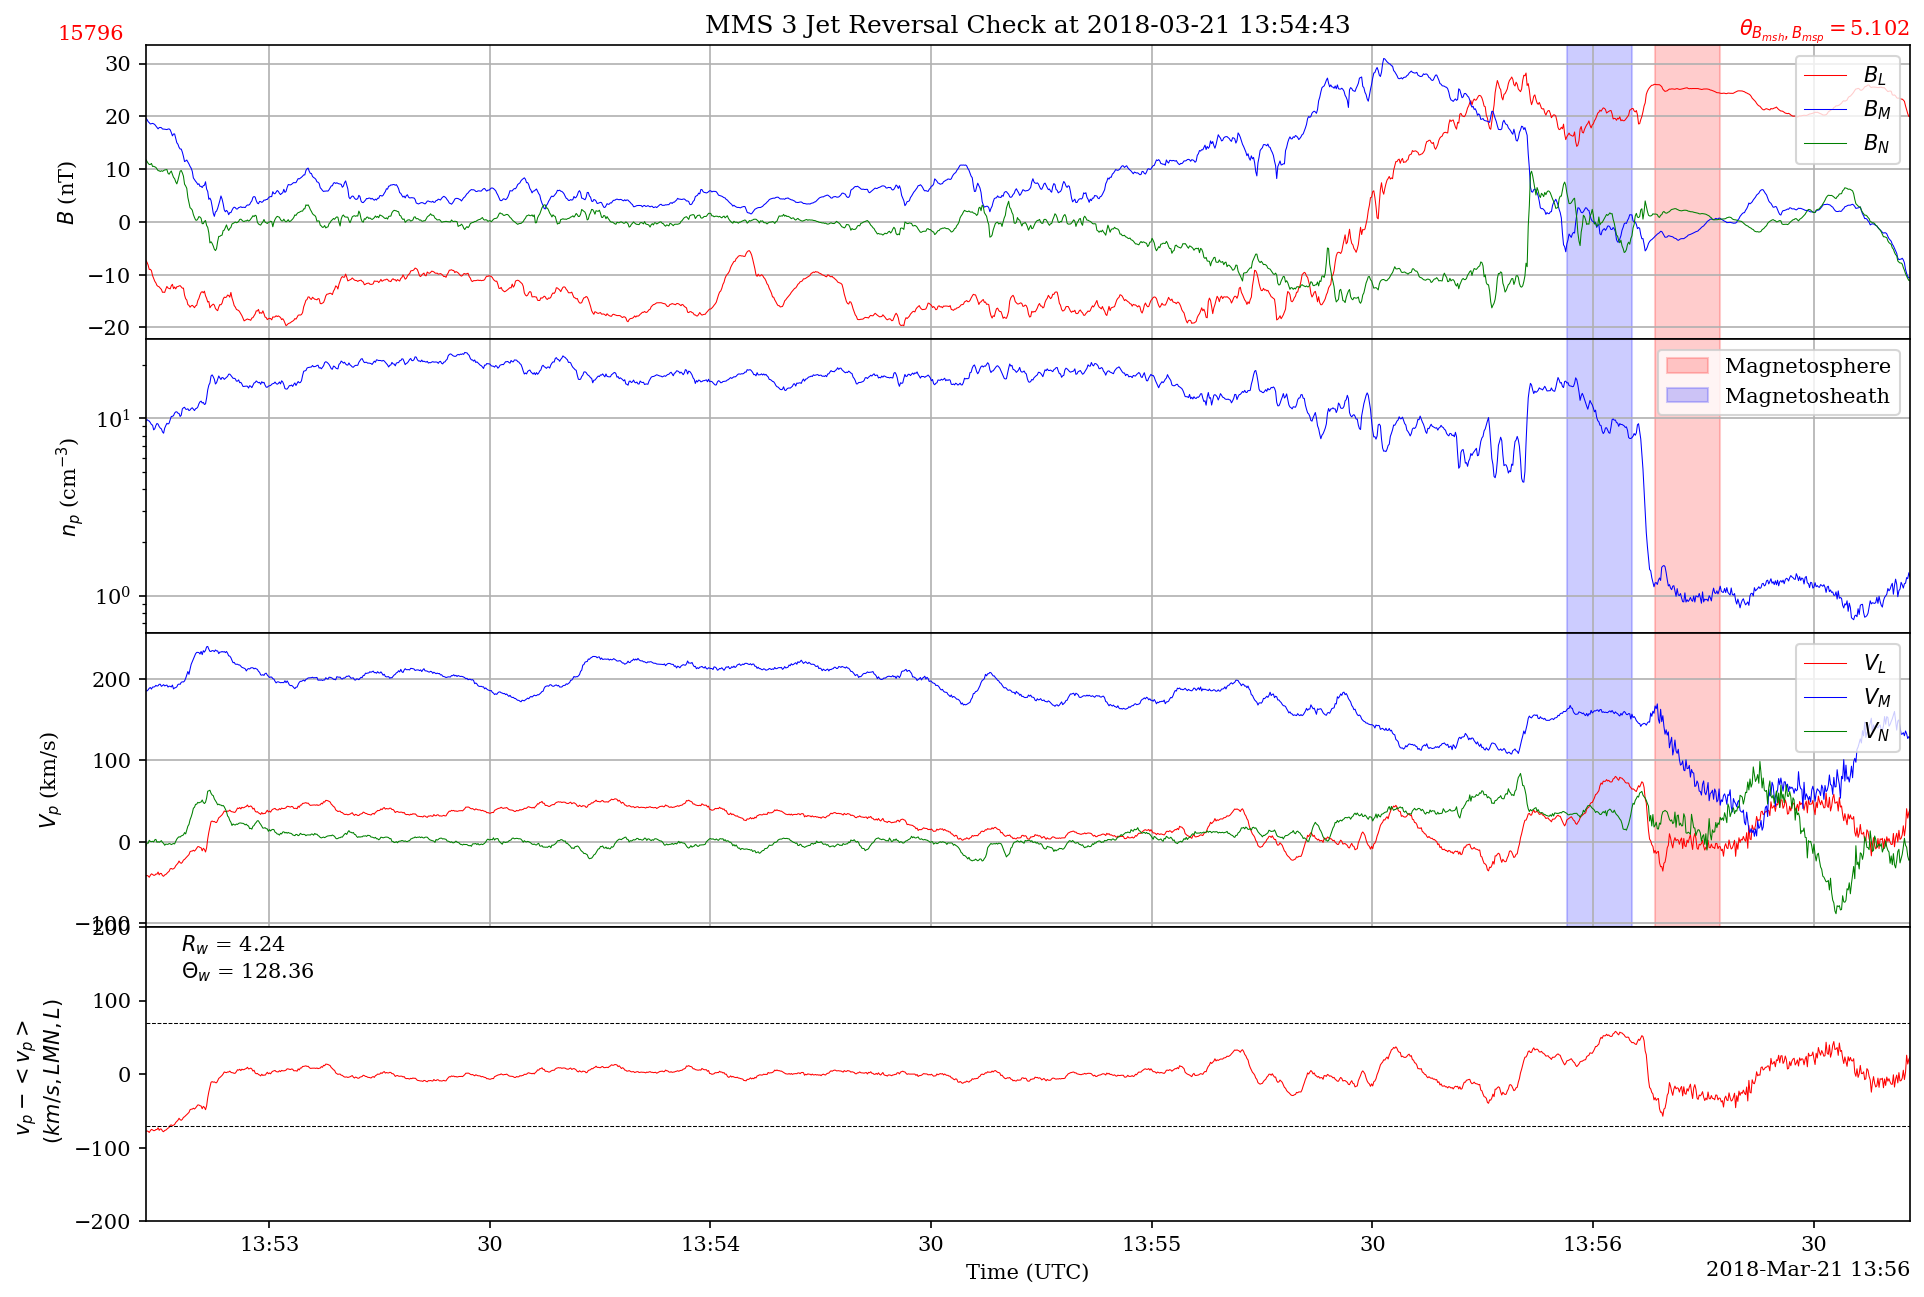 15796
MMS 3 Jet Reversal Check at 2018-03-21 13:54:43
θ_{B_{msh}, B_{msp}} = 5.102
B (nT)
30
20
10
0
−10
−20
B_L
B_M
B_N
n_p (cm^{−3})
10^1
10^0
Magnetosphere
Magnetosheath
V_p (km/s)
200
100
0
−100
V_L
V_M
V_N
v_p − < v_p >
(km/s, LMN, L)
200
100
0
−100
−200
R_w = 4.24
Θ_w = 128.36
13:53
30
13:54
30
13:55
30
13:56
30
Time (UTC)
2018-Mar-21 13:56